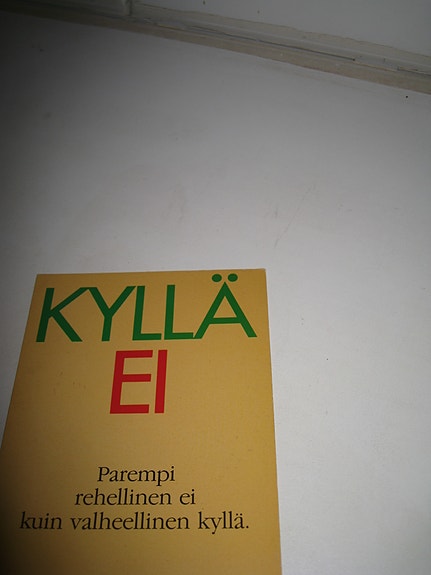 KYLLÄ
EI
Parempi
rehellinen ei
kuin valheellinen kyllä.